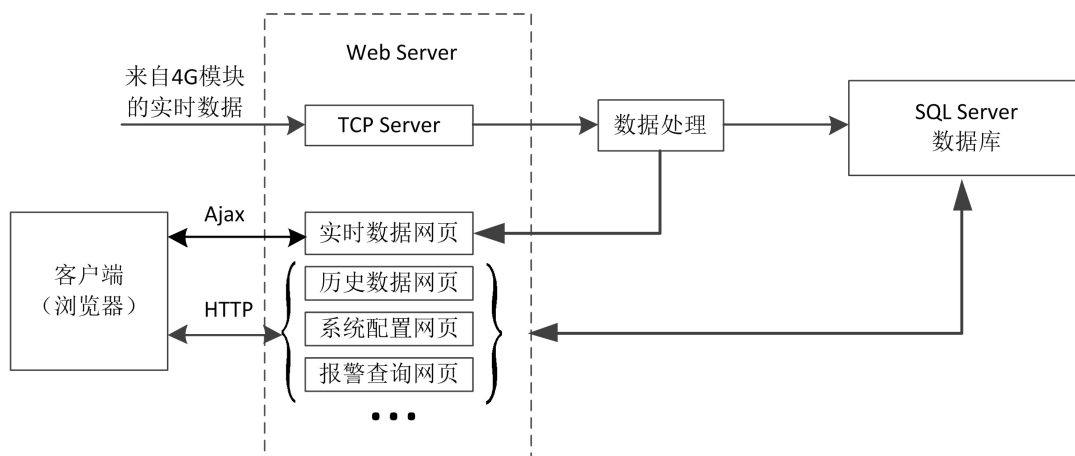 Web Server
来自4G模块
的实时数据
TCP Server
数据处理
SQL Server
数据库
Ajax
实时数据网页
客户端
（浏览器）
HTTP
历史数据网页
系统配置网页
报警查询网页
...